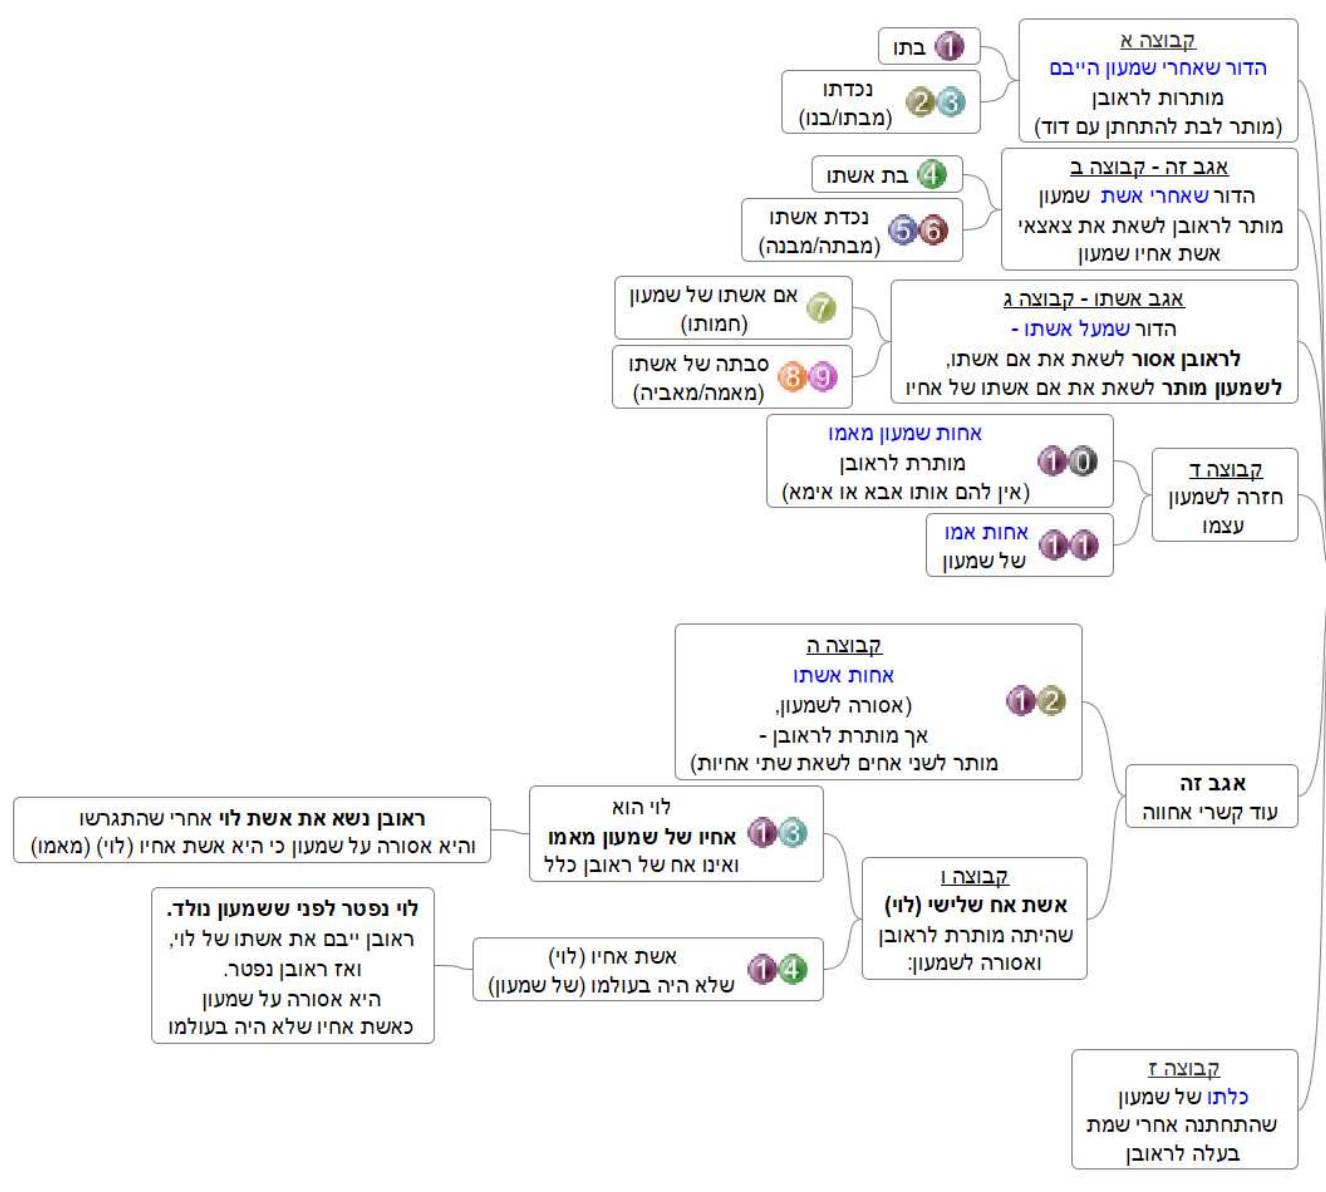 קבוצה א
הדור שאחרי שמעון הייבם
מותרות לראובן
(מותר לבת להתחתן עם דוד)
1 בתו
2 3 נכדתו
(מבתו/בנו)
אגב זה - קבוצה ב
הדור שאחרי אשת שמעון
מותר לראובן לשאת את צאצאי
אשת אחיו שמעון
4 בת אשתו
5 6 נכדת אשתו
(מבתה/מבנה)
אגב אשתו - קבוצה ג
הדור שמעל אשתו -
לראובן אסור לשאת את אם אשתו,
לשמעון מותר לשאת את אם אשתו של אחיו
7 אם אשתו של שמעון
(חמותו)
8 9 סבתה של אשתו
(מאמה/מאביה)
קבוצה ד
חזרה לשמעון
עצמו
10 אחות שמעון מאמו
מותרת לראובן
(אין להם אותו אבא או אימא)
11 אחות אמו
של שמעון
אגב זה
עוד קשרי אחווה
12 קבוצה ה
אחות אשתו
(אסורה לשמעון,
אך מותרת לראובן -
מותר לשני אחים לשאת שתי אחיות)
קבוצה ו
אשת אח שלישי (לוי)
שהיתה מותרת לראובן
ואסורה לשמעון:
13 לוי הוא
אחיו של שמעון מאמו
ואינו אח של ראובן כלל
ראובן נשא את אשת לוי אחרי שהתגרשו
והיא אסורה על שמעון כי היא אשת אחיו (לוי) (מאמו)
14 אשת אחיו (לוי)
שלא היה בעולמו (של שמעון)
לוי נפטר לפני ששמעון נולד.
ראובן ייבם את אשתו של לוי,
ואז ראובן נפטר.
היא אסורה על שמעון
כאשת אחיו שלא היה בעולמו
קבוצה ז
כלתו של שמעון
שהתחתנה אחרי שמת
בעלה לראובן